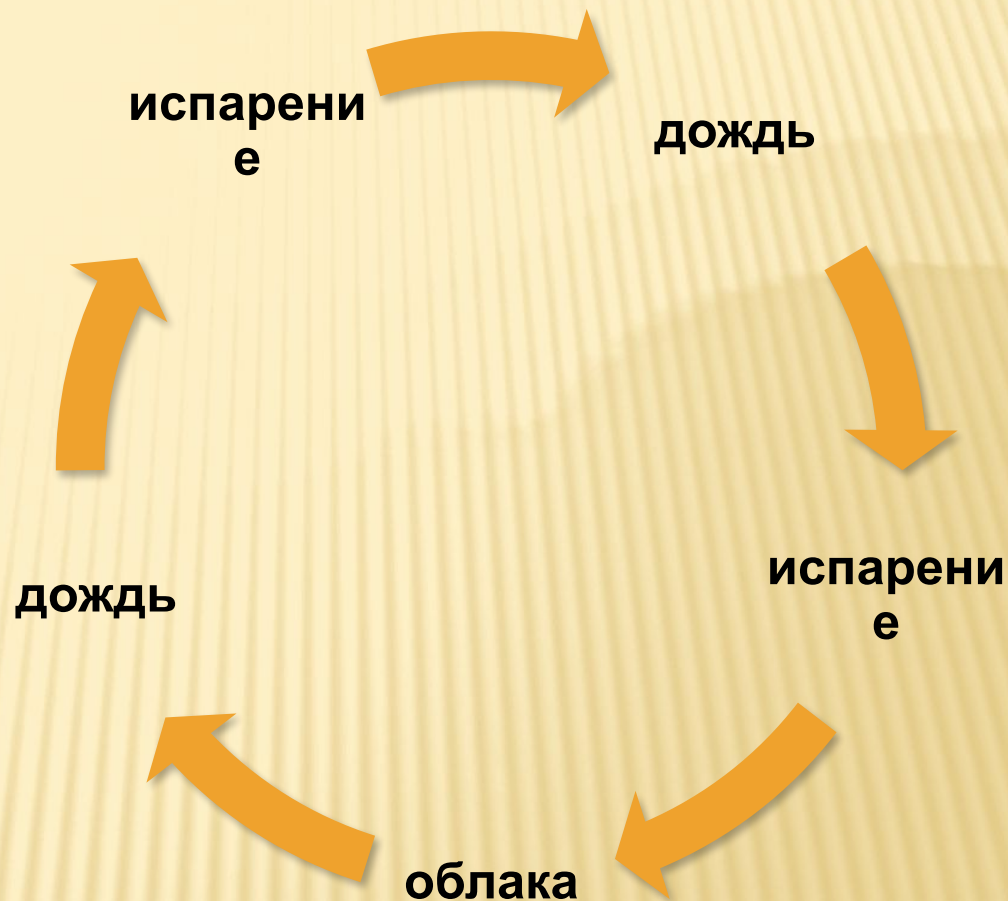 испарени
е
дождь
испарени
е
дождь
облака